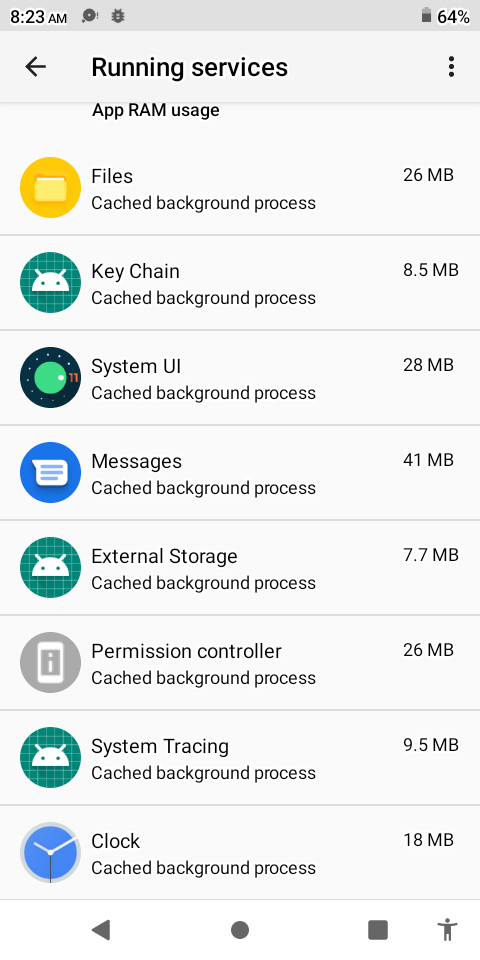 8:23 AM
64%
Running services
App RAM usage
Files
26 MB
Cached background process
Key Chain
8.5 MB
Cached background process
System UI
28 MB
Cached background process
11
Messages
41 MB
Cached background process
External Storage
7.7 MB
Cached background process
Permission controller
26 MB
Cached background process
System Tracing
9.5 MB
Cached background process
Clock
18 MB
Cached background process